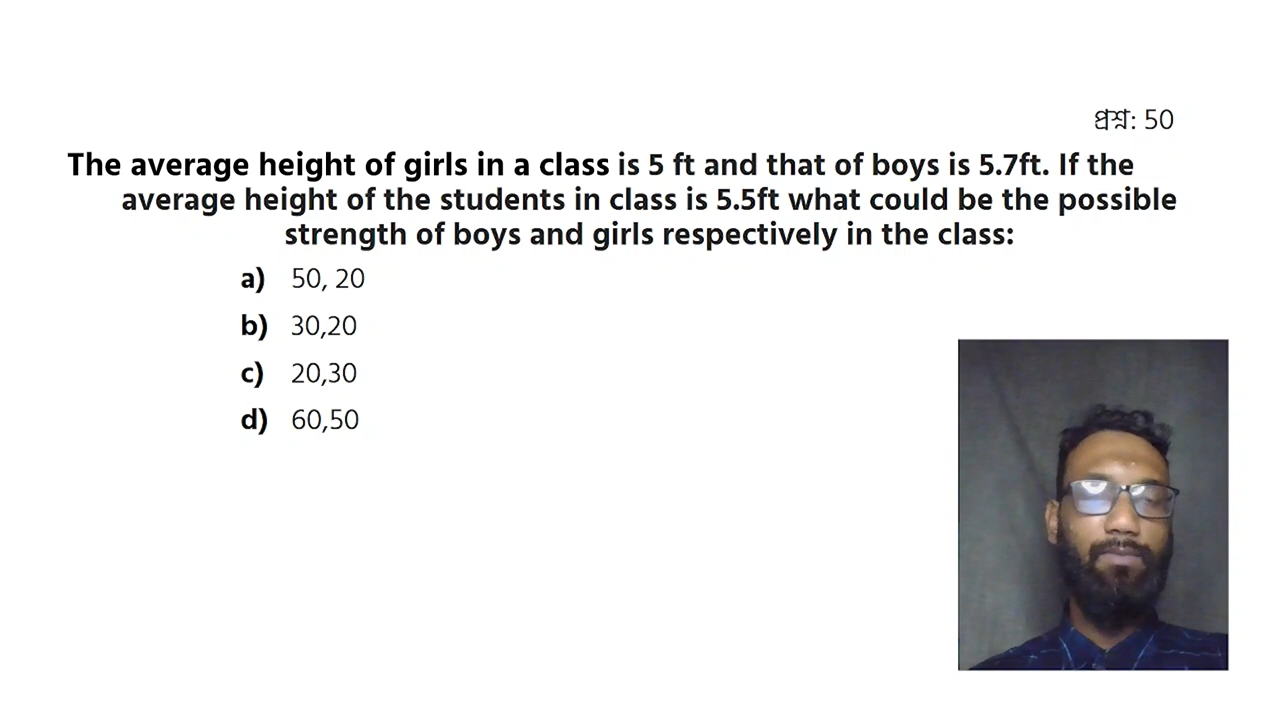 প্রশ্ন: 50
The average height of girls in a class is 5 ft and that of boys is 5.7ft. If the
average height of the students in class is 5.5ft what could be the possible
strength of boys and girls respectively in the class:
a) 50, 20
b) 30,20
c) 20,30
d) 60,50